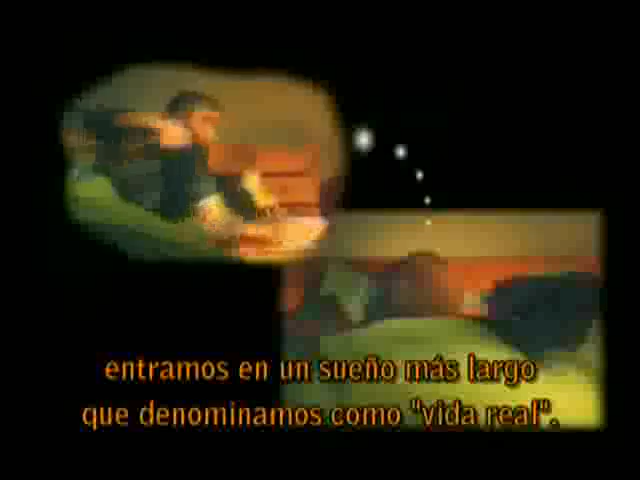 entramos en un sueño más largo
que denominamos como "vida real".